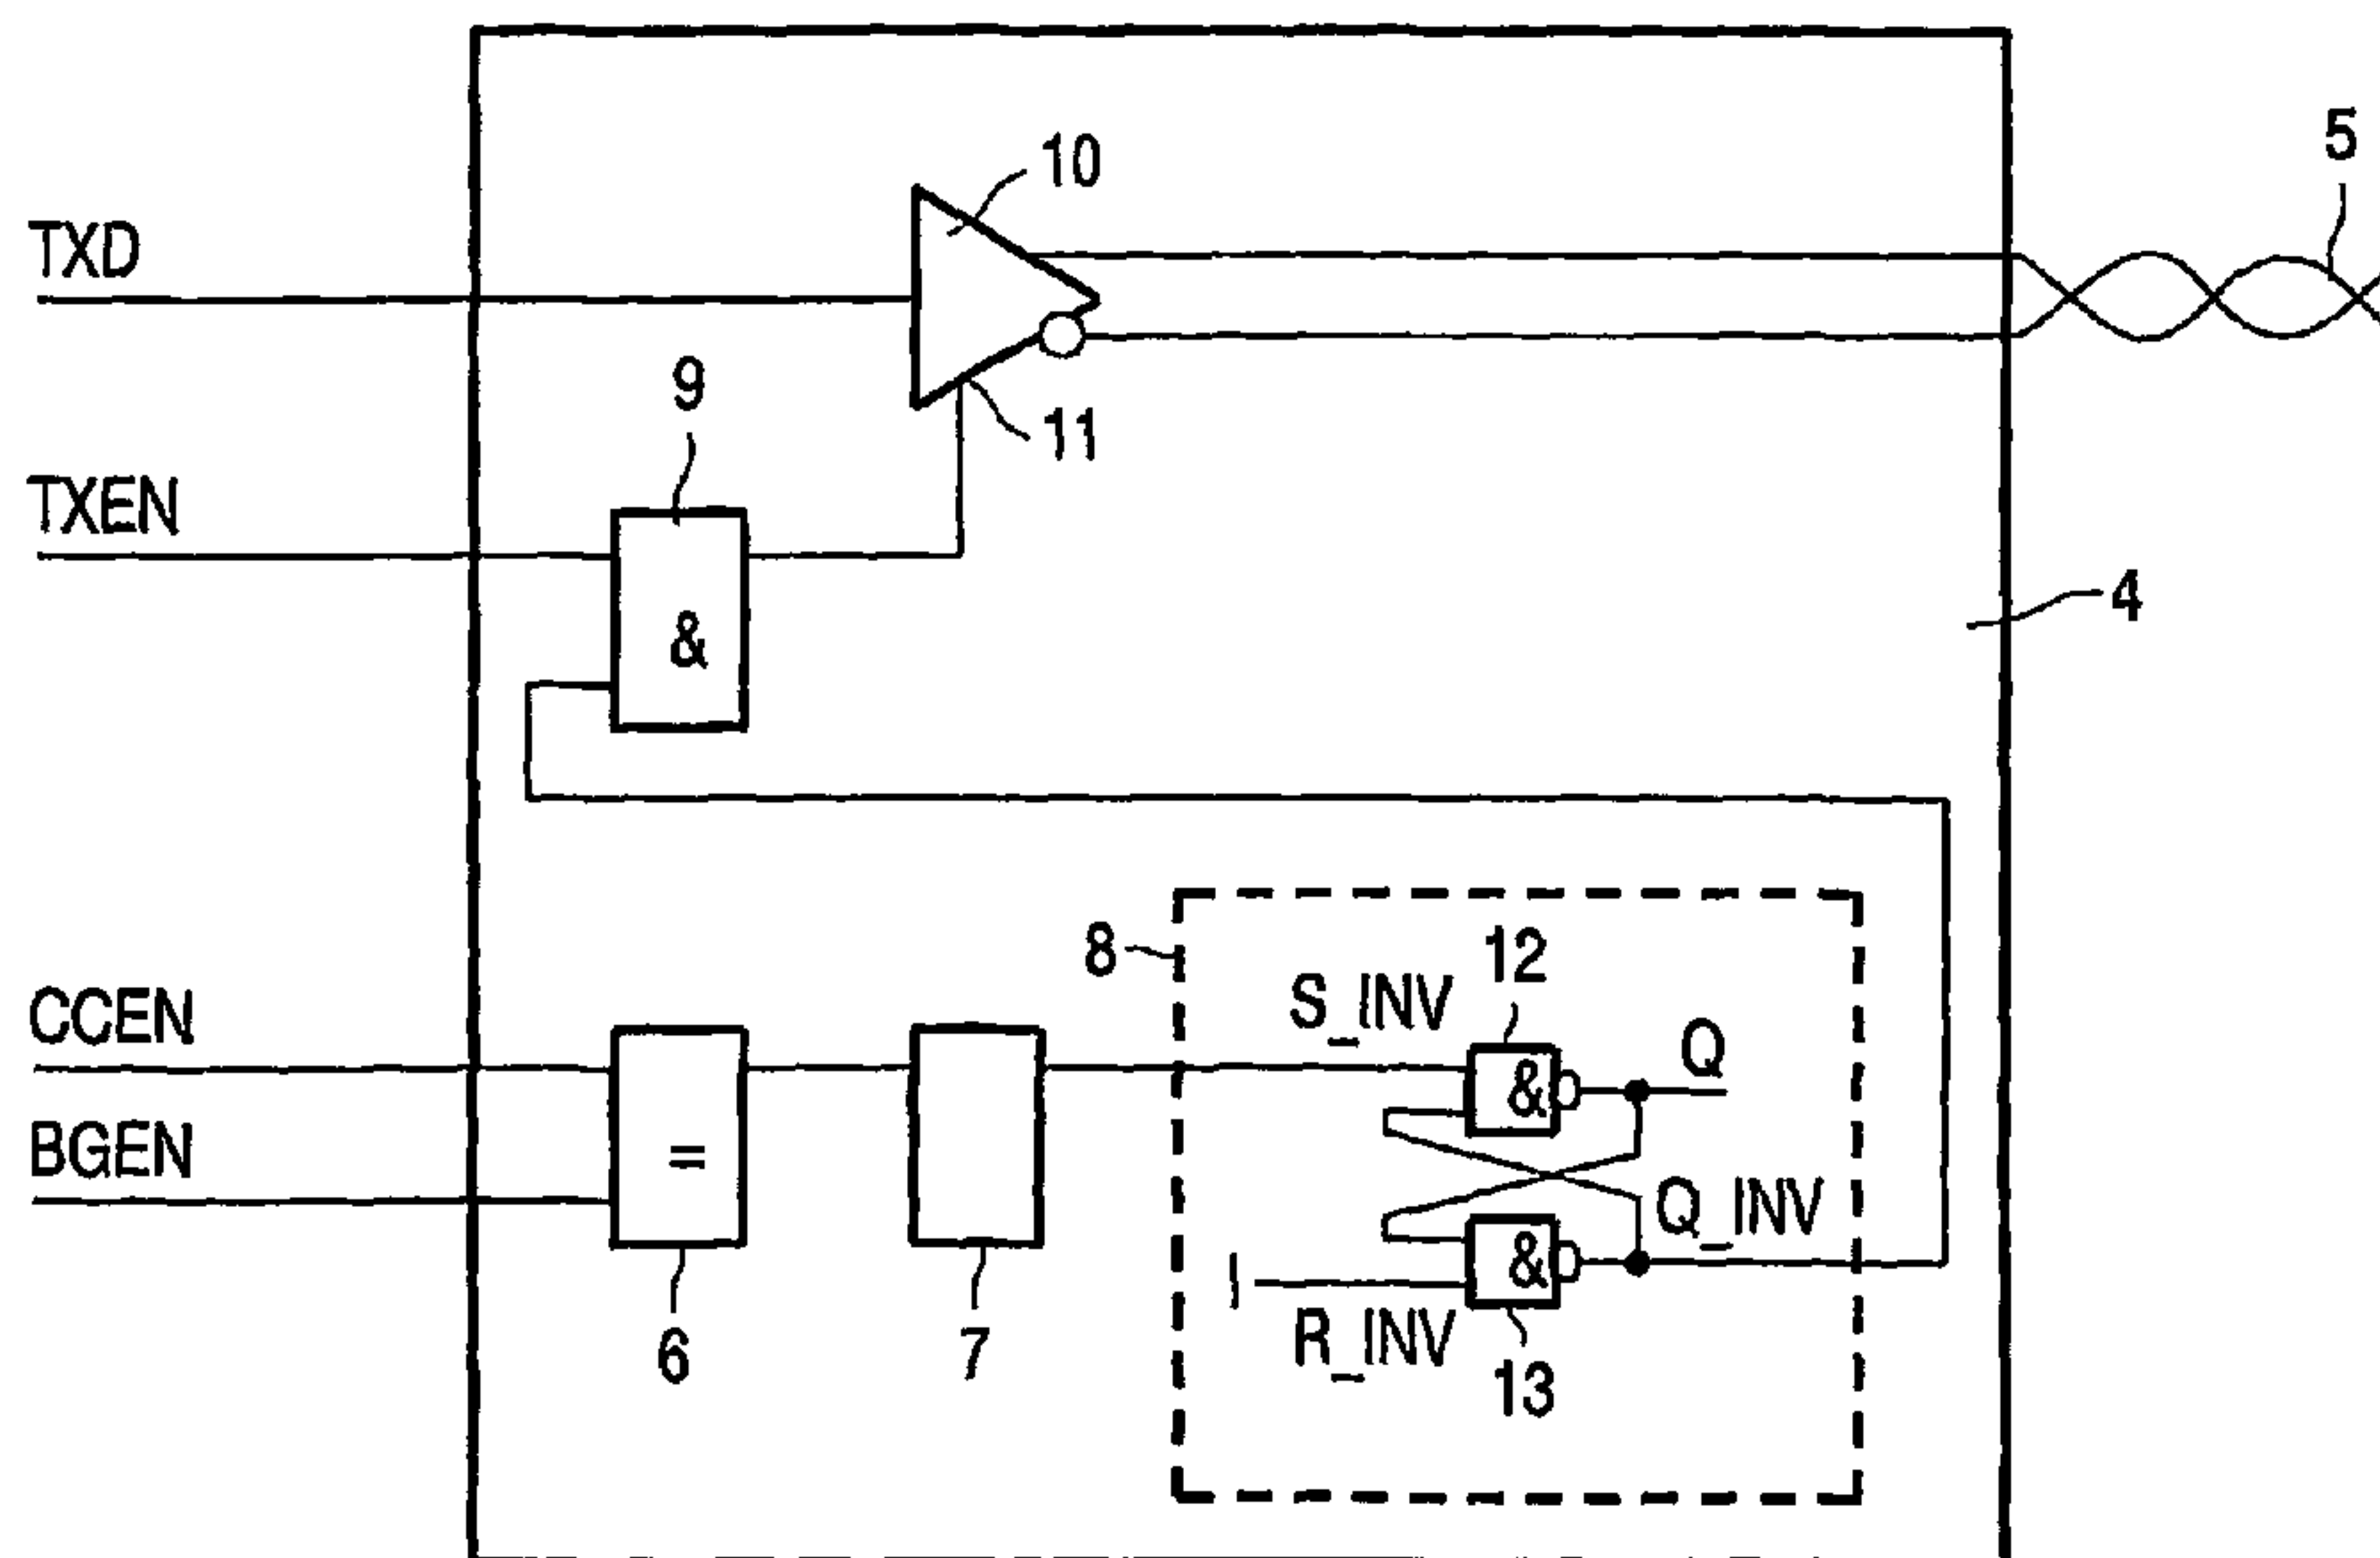 10
5
TXD
9
11
TXEN
4
&
8
12
S_INV
CCEN
Q
&
BGEN
=
Q_INV
&
1
R_INV
6
7
13